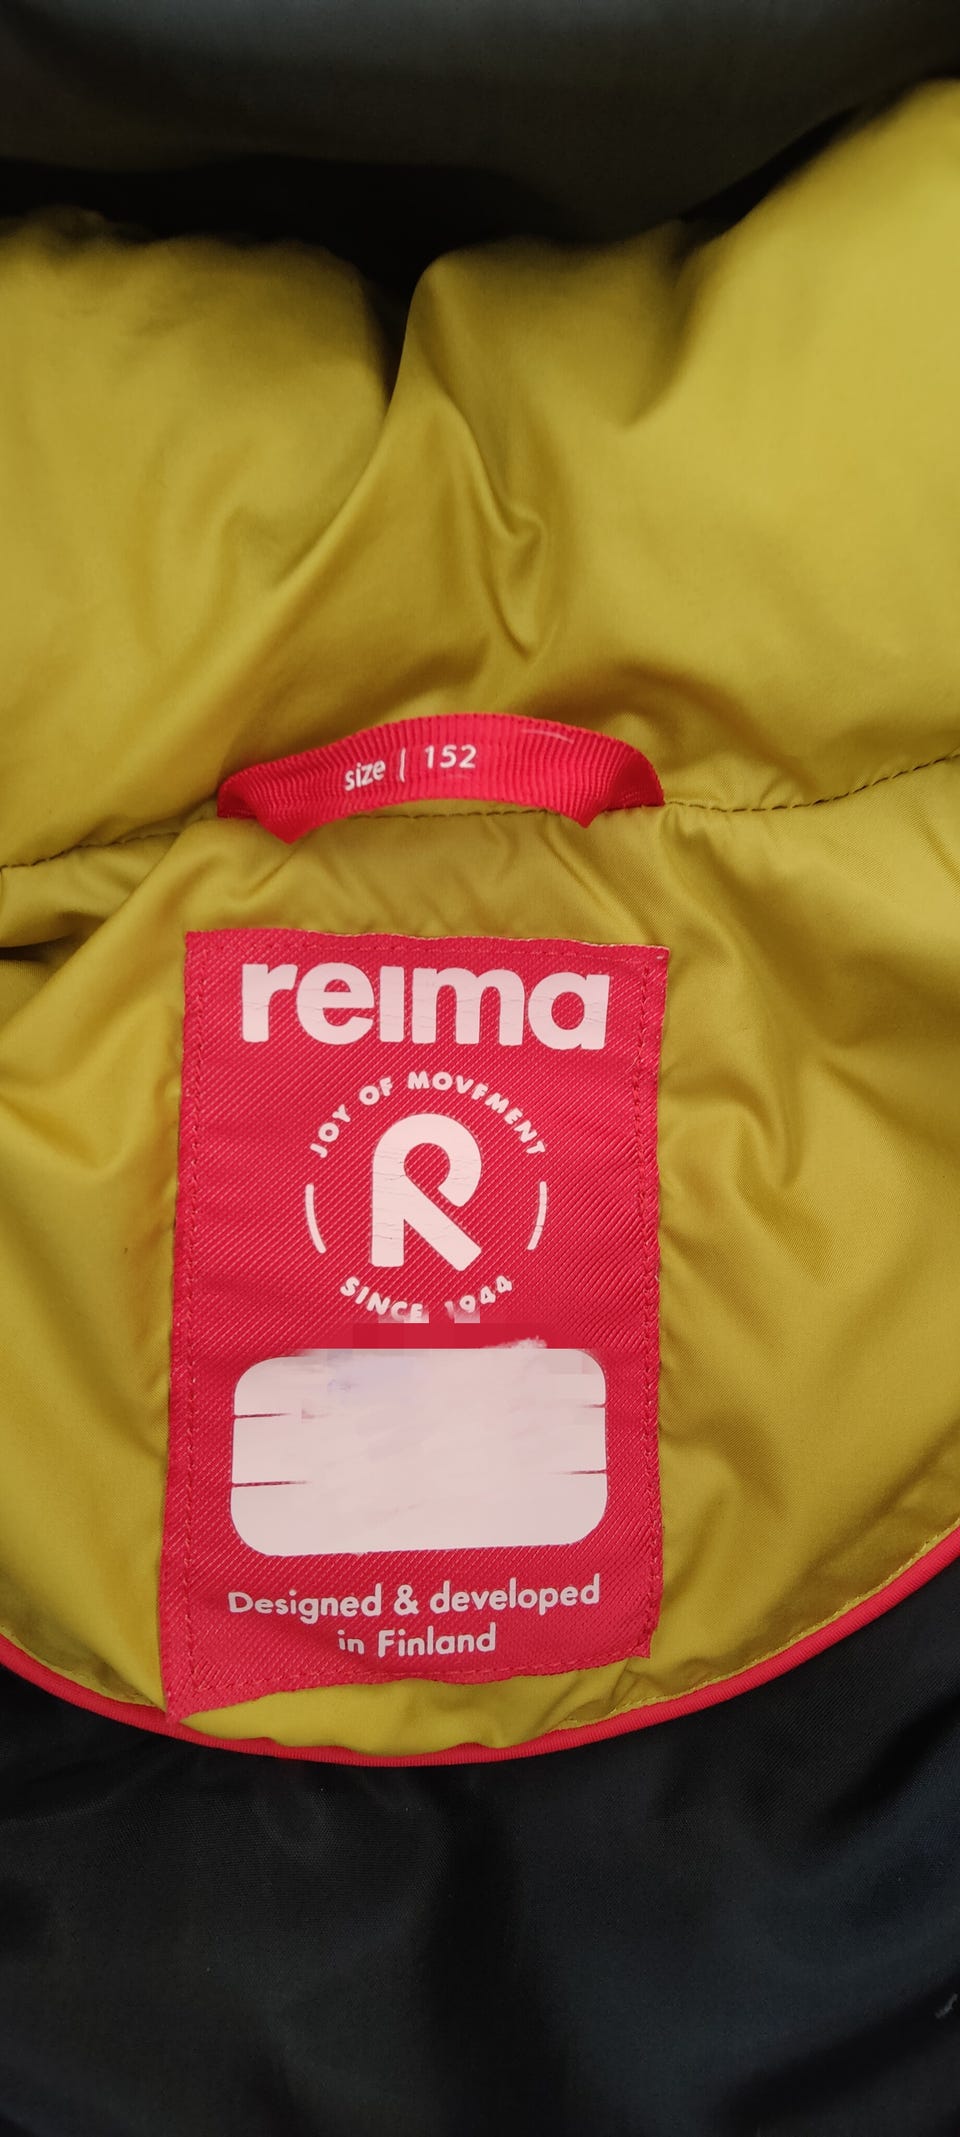 size | 152
reima
JOY OF MOVEMENT
R
SINCE 1944
Designed & developed
in Finland